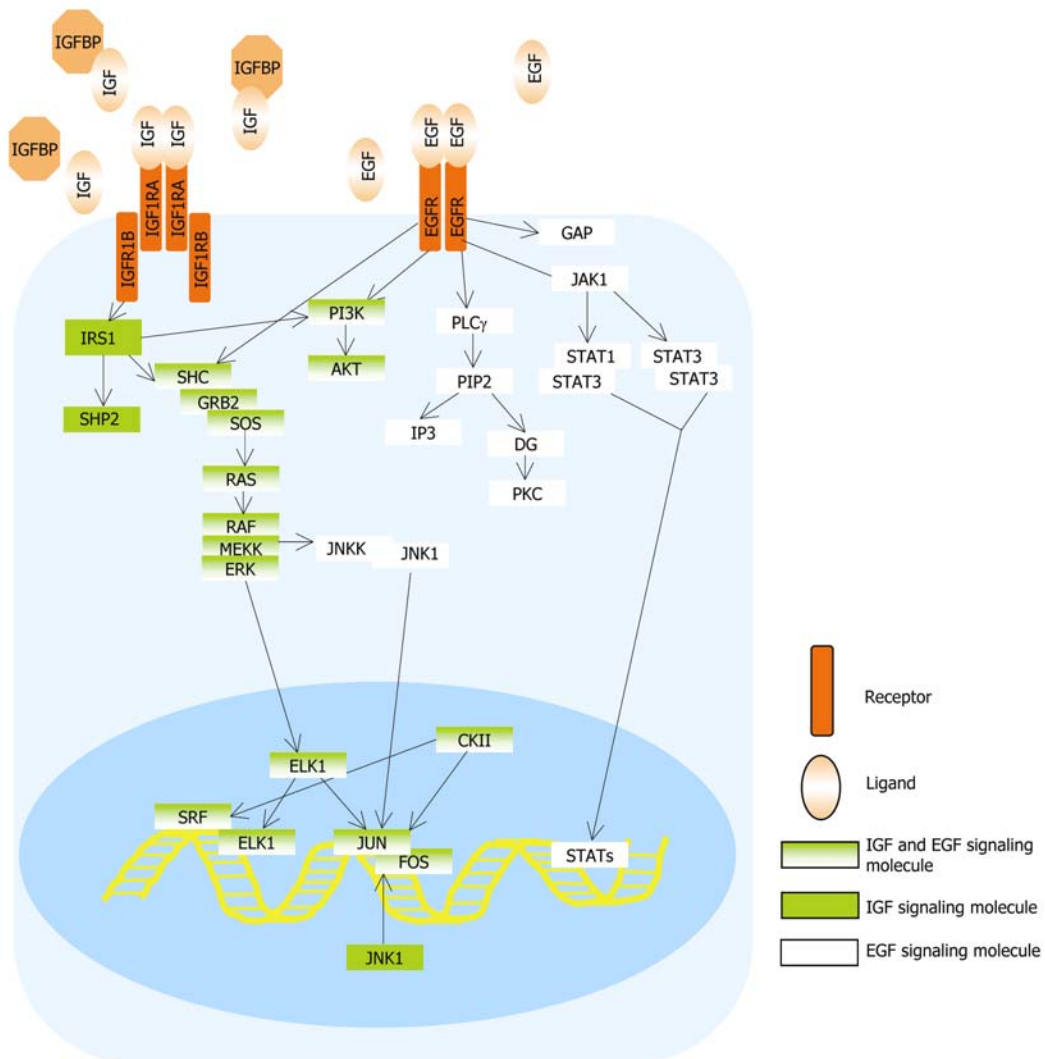 IGFBP
IGF
IGFBP
IGF
EGF
IGFBP
IGF
IGF
IGF
EGF
EGF
EGF
IGF1RA
IGF1RA
IGFR1B
IGF1RB
EGFR
EGFR
GAP
JAK1
IRS1
PI3K
PLCγ
STAT1
STAT3
STAT3
STAT3
SHC
AKT
PIP2
GRB2
SHP2
SOS
IP3
DG
RAS
PKC
RAF
MEKK
ERK
JNKK
JNK1
ELK1
CKII
SRF
ELK1
JUN
FOS
STATs
JNK1
Receptor
Ligand
IGF and EGF signaling
molecule
IGF signaling molecule
EGF signaling molecule